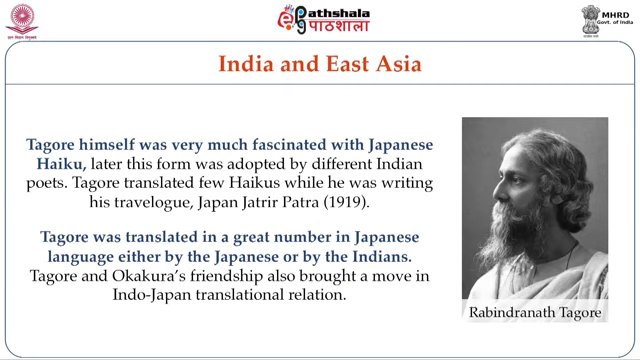 ePathshala
पाठशाला
MHRD
Govt. of India
India and East Asia
Tagore himself was very much fascinated with Japanese
Haiku, later this form was adopted by different Indian
poets. Tagore translated few Haikus while he was writing
his travelogue, Japan Jatrir Patra (1919).
Tagore was translated in a great number in Japanese
language either by the Japanese or by the Indians.
Tagore and Okakura's friendship also brought a move in
Indo-Japan translational relation.
Rabindranath Tagore